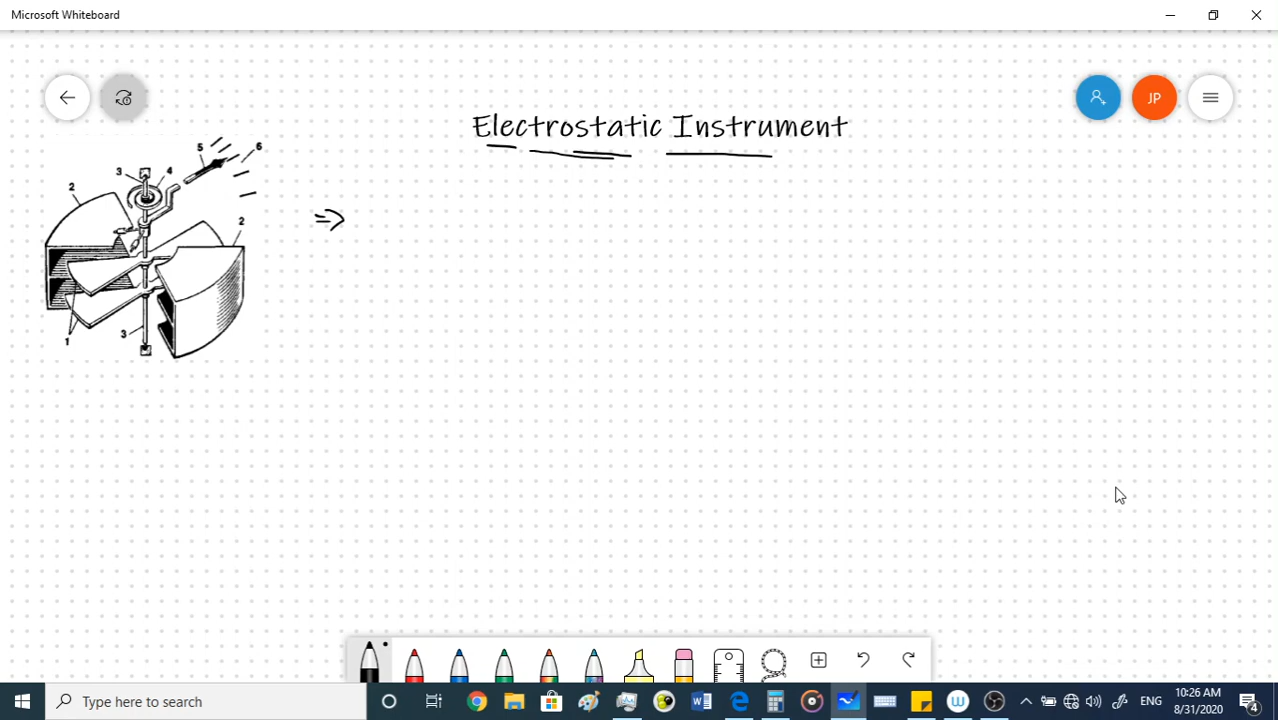 Microsoft Whiteboard
JP
Electrostatic Instrument
5
6
3
4
2
2
=>
3
1
Type here to search
W
ENG
10:26 AM
8/31/2020
4